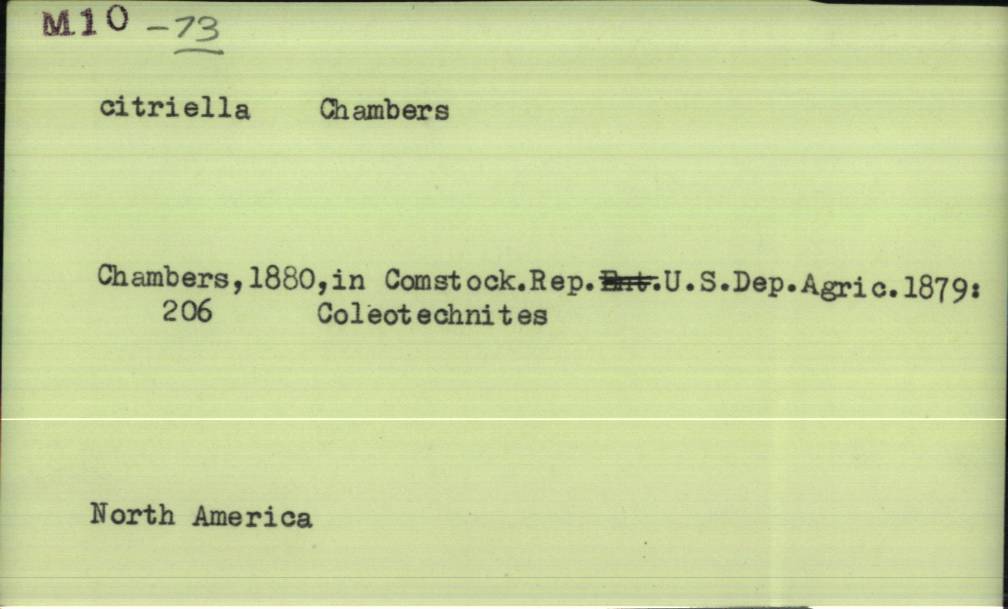 M10 -73
citriella Chambers
Chambers,1880,in Comstock.Rep.Ent.U.S.Dep.Agric.1879:
206 Coleotechnites
North America